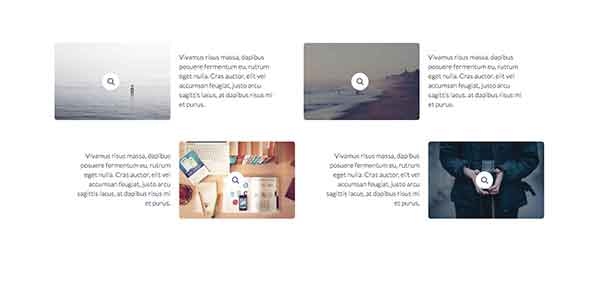 Vivamus risus massa, dapibus
posuere fermentum eu, rutrum
eget nulla. Cras auctor, elit vel
accumsan feugiat, justo arcu
sagittis lacus, at dapibus risus mi
et purus.
Vivamus risus massa, dapibus
posuere fermentum eu, rutrum
eget nulla. Cras auctor, elit vel
accumsan feugiat, justo arcu
sagittis lacus, at dapibus risus mi
et purus.
Vivamus risus massa, dapibus
posuere fermentum eu, rutrum
eget nulla. Cras auctor, elit vel
accumsan feugiat, justo arcu
sagittis lacus, at dapibus risus mi
et purus.
Vivamus risus massa, dapibus
posuere fermentum eu, rutrum
eget nulla. Cras auctor, elit vel
accumsan feugiat, justo arcu
sagittis lacus, at dapibus risus mi
et purus.